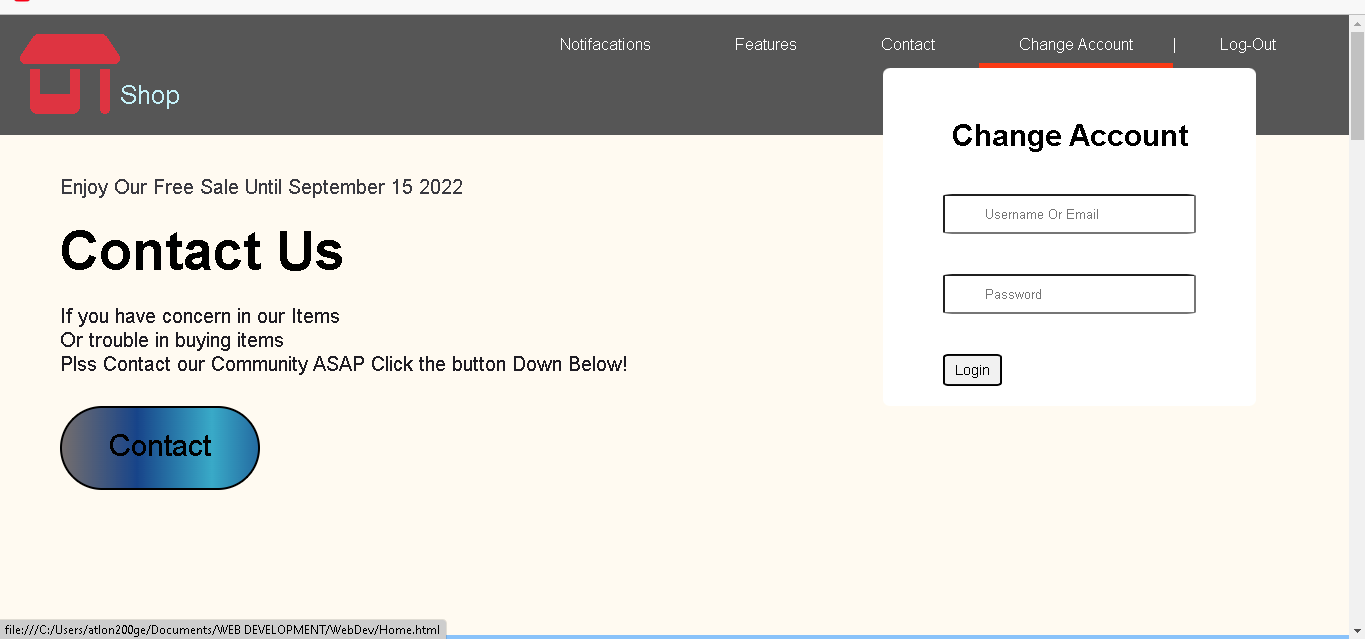 Notifacations Features Contact Change Account | Log-Out
Shop
Change Account
Enjoy Our Free Sale Until September 15 2022
Username Or Email
Contact Us
Password
If you have concern in our Items
Or trouble in buying items
Plss Contact our Community ASAP Click the button Down Below!
Login
Contact
file:///C:/Users/atlon200ge/Documents/WEB DEVELOPMENT/WebDev/Home.html